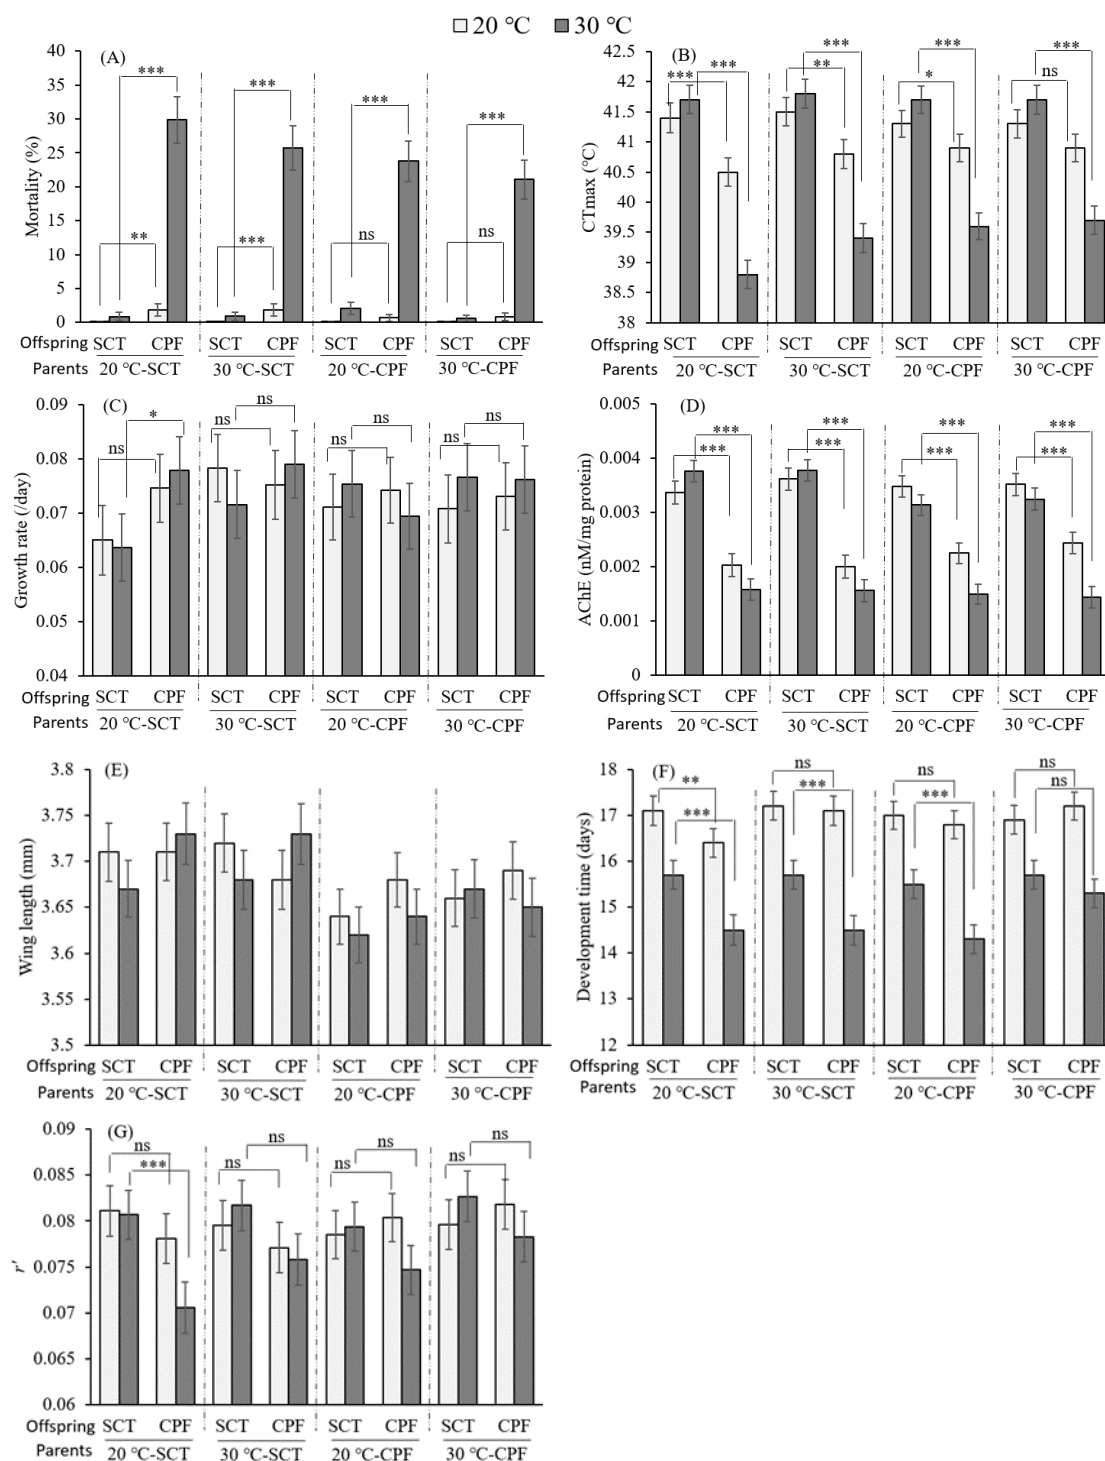 20 °C 30 °C
(A)
Mortality (%)
40
35
30
25
20
15
10
5
0
*** *** *** ***
** *** ns ns
Offspring SCT CPF SCT CPF SCT CPF SCT CPF
Parents 20 °C-SCT 30 °C-SCT 20 °C-CPF 30 °C-CPF
(B)
CTmax (°C)
42.5
42
41.5
41
40.5
40
39.5
39
38.5
38
*** *** *** ** *** * *** ns
Offspring SCT CPF SCT CPF SCT CPF SCT CPF
Parents 20 °C-SCT 30 °C-SCT 20 °C-CPF 30 °C-CPF
(C)
Growth rate (/day)
0.09
0.08
0.07
0.06
0.05
0.04
* ns ns ns
ns ns ns ns
Offspring SCT CPF SCT CPF SCT CPF SCT CPF
Parents 20 °C-SCT 30 °C-SCT 20 °C-CPF 30 °C-CPF
(D)
AChE (nM/mg protein)
0.005
0.004
0.003
0.002
0.001
0
*** *** *** ***
*** *** *** ***
Offspring SCT CPF SCT CPF SCT CPF SCT CPF
Parents 20 °C-SCT 30 °C-SCT 20 °C-CPF 30 °C-CPF
(E)
Wing length (mm)
3.8
3.75
3.7
3.65
3.6
3.55
3.5
Offspring SCT CPF SCT CPF SCT CPF SCT CPF
Parents 20 °C-SCT 30 °C-SCT 20 °C-CPF 30 °C-CPF
(F)
Development time (days)
18
17
16
15
14
13
12
** ns ns ns
*** *** *** ns
Offspring SCT CPF SCT CPF SCT CPF SCT CPF
Parents 20 °C-SCT 30 °C-SCT 20 °C-CPF 30 °C-CPF
(G)
r'
0.09
0.085
0.08
0.075
0.07
0.065
0.06
ns ns ns ns
*** ns ns ns
Offspring SCT CPF SCT CPF SCT CPF SCT CPF
Parents 20 °C-SCT 30 °C-SCT 20 °C-CPF 30 °C-CPF